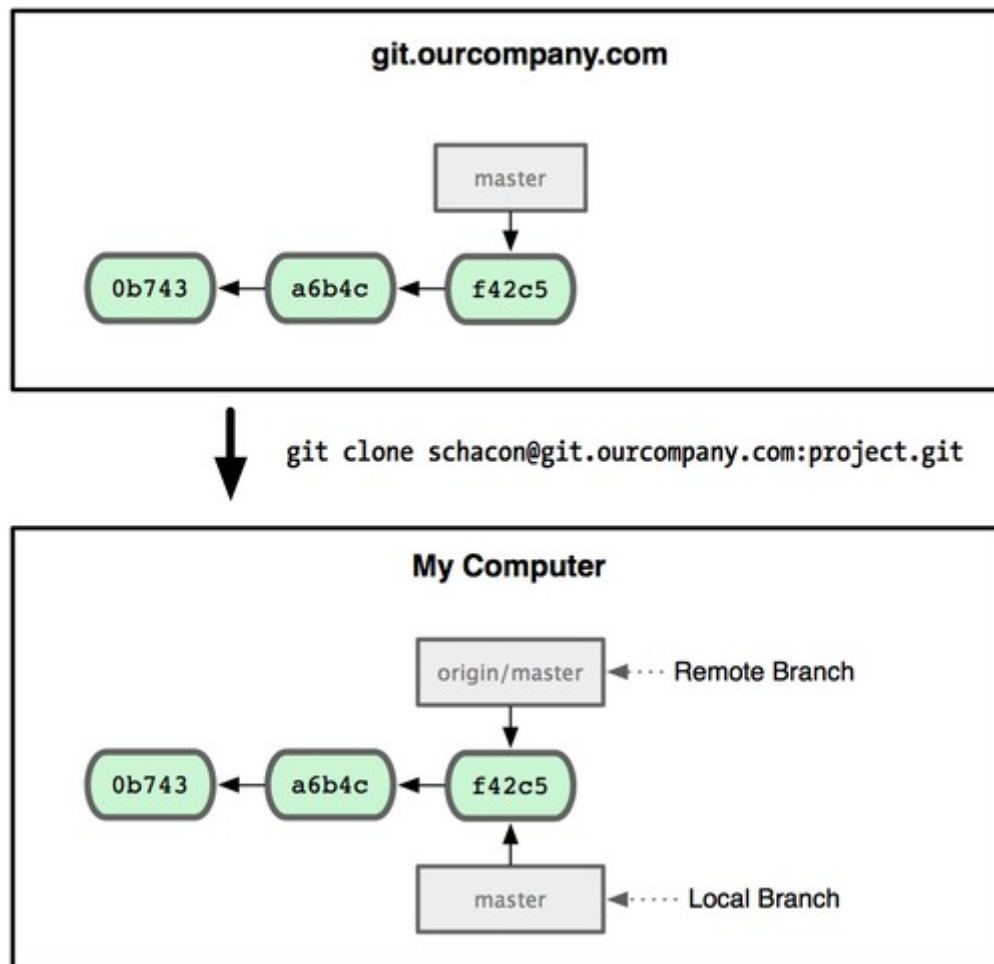 git.ourcompany.com
master
0b743 a6b4c f42c5
git clone schacon@git.ourcompany.com:project.git
My Computer
origin/master Remote Branch
0b743 a6b4c f42c5
master Local Branch